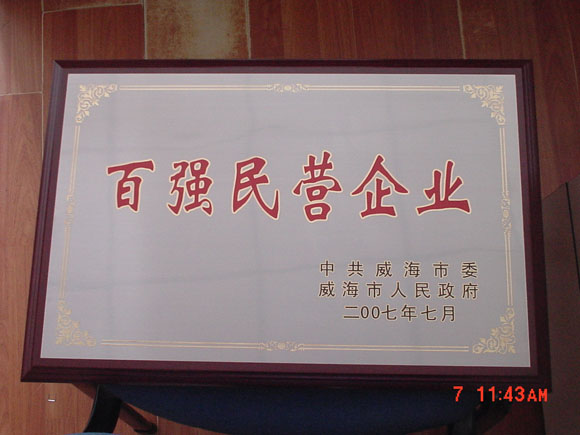 百强民营企业
中共威海市委
威海市人民政府
二00七年七月
7 11:43AM